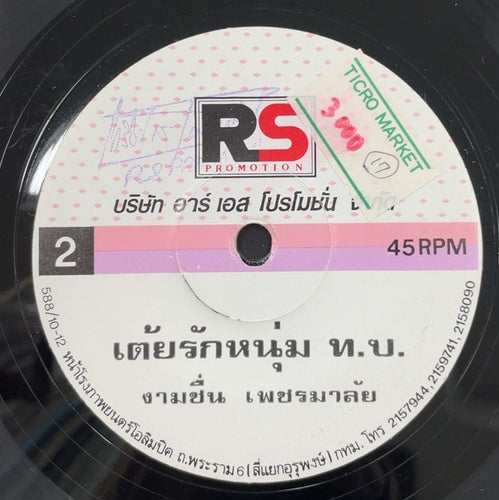 RS
PROMOTION
TICRO MARKET
3000
17
บริษัท อาร์ เอส โปรโมชั่น
2
45 RPM
เต้ยรักหนุ่ม ท.บ.
งามชื่น เพชรมาลัย
588/10-12 หน้าโรงภาพยนตร์โอลิมปิค ถ.พระราม 6 (สี่แยกอุรุพงษ์) กทม. โทร 2157944, 2159741, 2158090